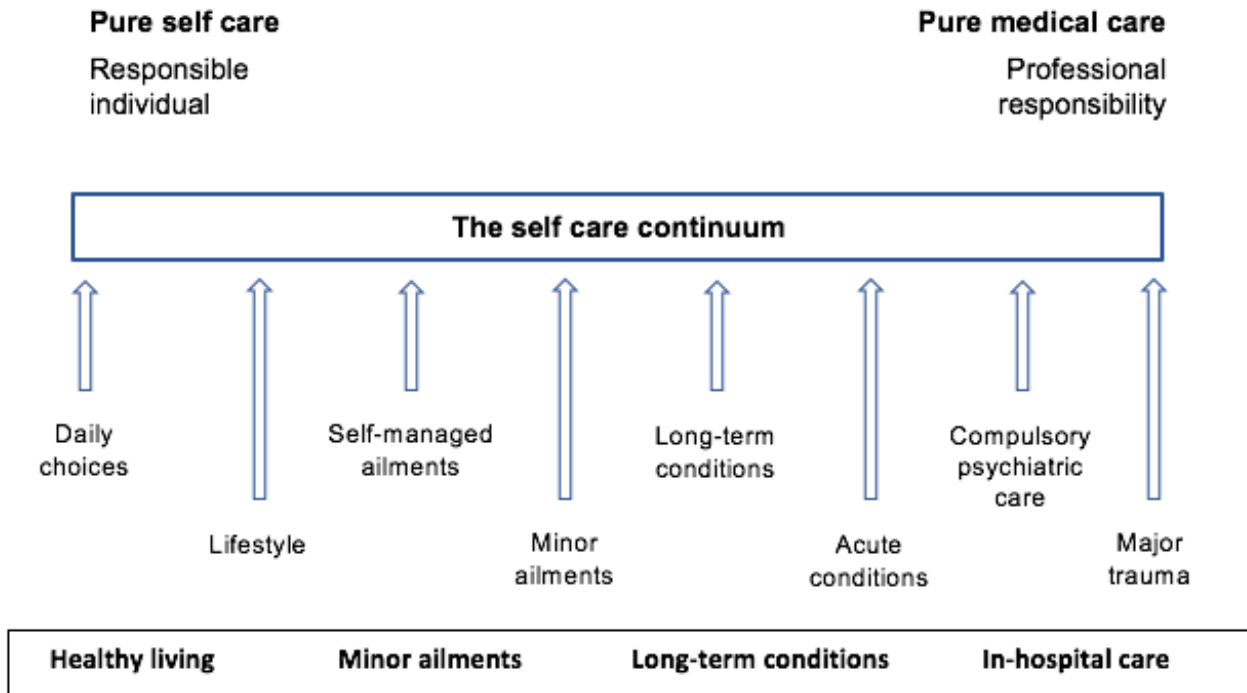 Pure self care
Responsible
individual
Pure medical care
Professional
responsibility
The self care continuum
Daily
choices
Lifestyle
Self-managed
ailments
Minor
ailments
Long-term
conditions
Acute
conditions
Compulsory
psychiatric
care
Major
trauma
Healthy living
Minor ailments
Long-term conditions
In-hospital care